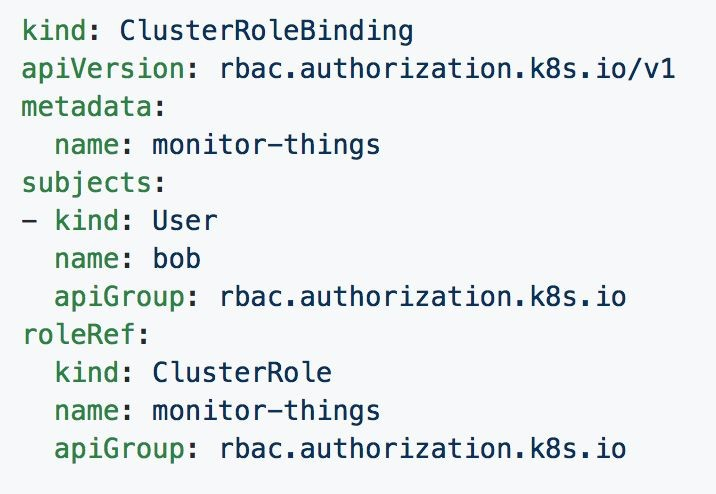 kind: ClusterRoleBinding
apiVersion: rbac.authorization.k8s.io/v1
metadata:
  name: monitor-things
subjects:
- kind: User
  name: bob
  apiGroup: rbac.authorization.k8s.io
roleRef:
  kind: ClusterRole
  name: monitor-things
  apiGroup: rbac.authorization.k8s.io